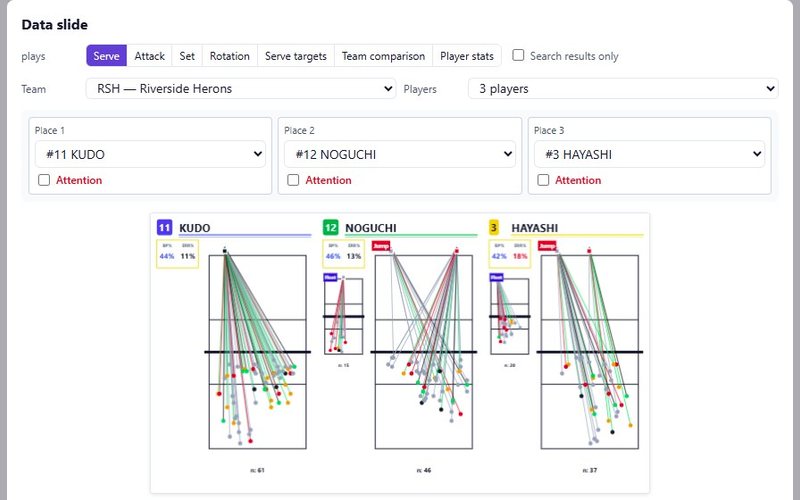 Data slide
plays Serve Attack Set Rotation Serve targets Team comparison Player stats Search results only
Team RSH — Riverside Herons Players 3 players
Place 1 Place 2 Place 3
#11 KUDO #12 NOGUCHI #3 HAYASHI
Attention Attention Attention
11 KUDO 12 NOGUCHI 3 HAYASHI
Jump Jump
44% 11% 46% 13% 42% 18%
Float Float
n: 15 n: 20
n: 61 n: 46 n: 37